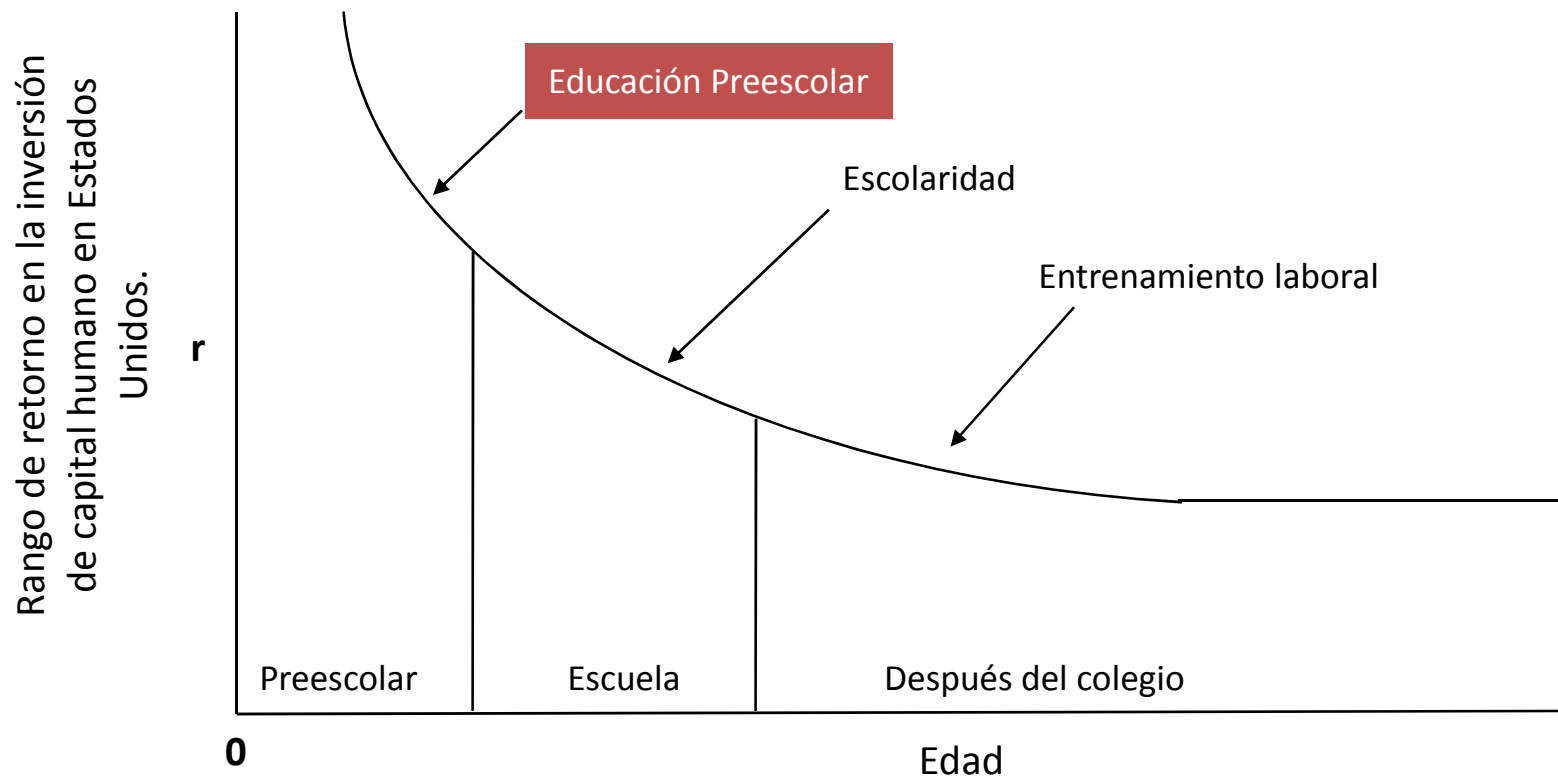 Rango de retorno en la inversión
de capital humano en Estados
Unidos.
r
Educación Preescolar
Escolaridad
Entrenamiento laboral
Preescolar
Escuela
Después del colegio
0
Edad